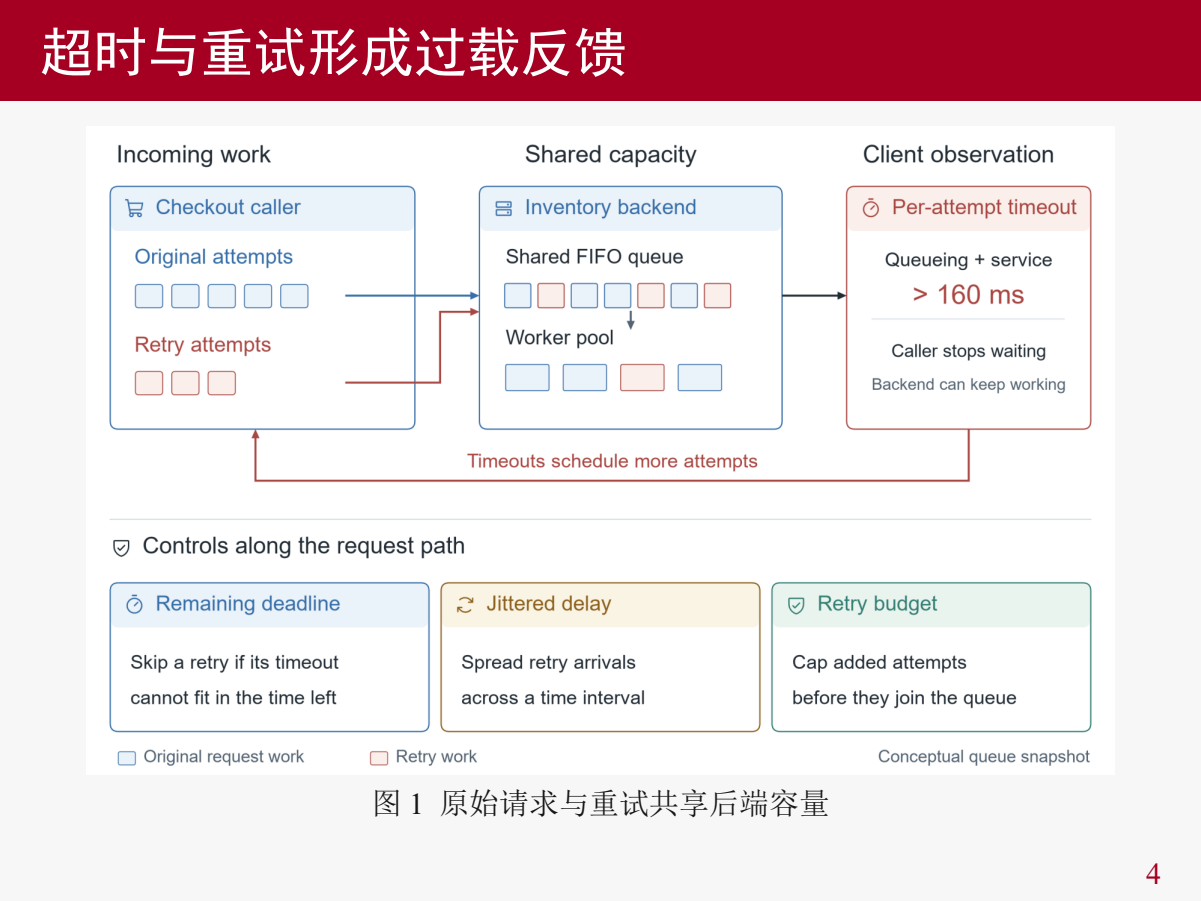 超时与重试形成过载反馈
Incoming work
Shared capacity
Client observation
Checkout caller
Original attempts
Retry attempts
Inventory backend
Shared FIFO queue
Worker pool
Per-attempt timeout
Queueing + service
> 160 ms
Caller stops waiting
Backend can keep working
Timeouts schedule more attempts
Controls along the request path
Remaining deadline
Skip a retry if its timeout
cannot fit in the time left
Jittered delay
Spread retry arrivals
across a time interval
Retry budget
Cap added attempts
before they join the queue
Original request work
Retry work
Conceptual queue snapshot
图 1 原始请求与重试共享后端容量
4